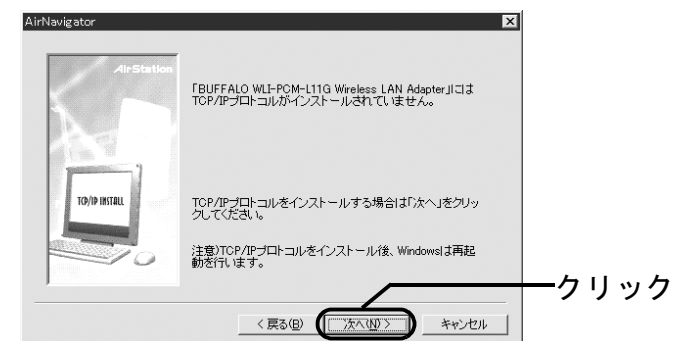 AirNavigator
AirStation
「BUFFALO WLI-PCM-L11G Wireless LAN Adapter」には
TCP/IPプロトコルがインストールされていません。
TCP/IP INSTALL
TCP/IPプロトコルをインストールする場合は「次へ」をクリッ
クしてください。
注意)TCP/IPプロトコルをインストール後、Windowsは再起
動を行います。
クリック
< 戻る(B)
次へ(N) >
キャンセル